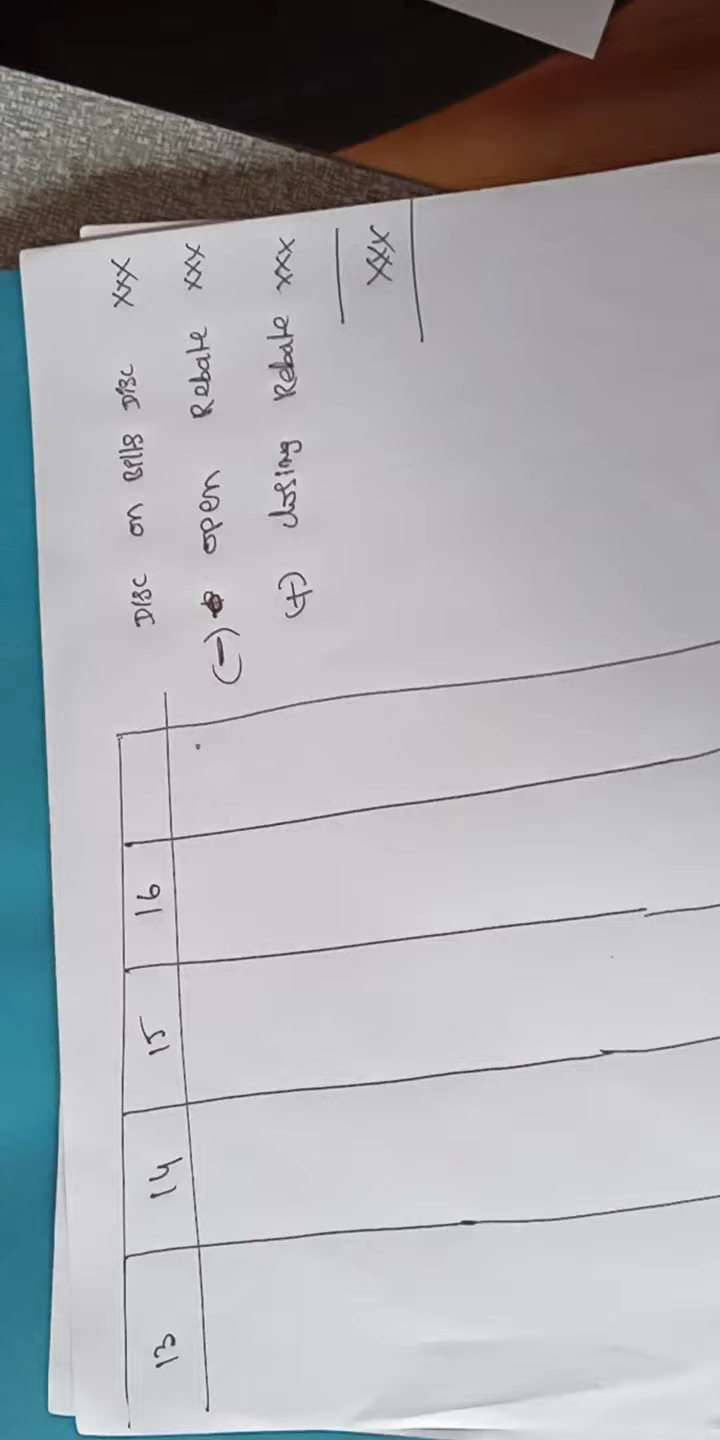 DISC on Bills DISC XXX
(-) open Rebate XXX
(+) closing Rebate XXX
XXX
13 14 15 16